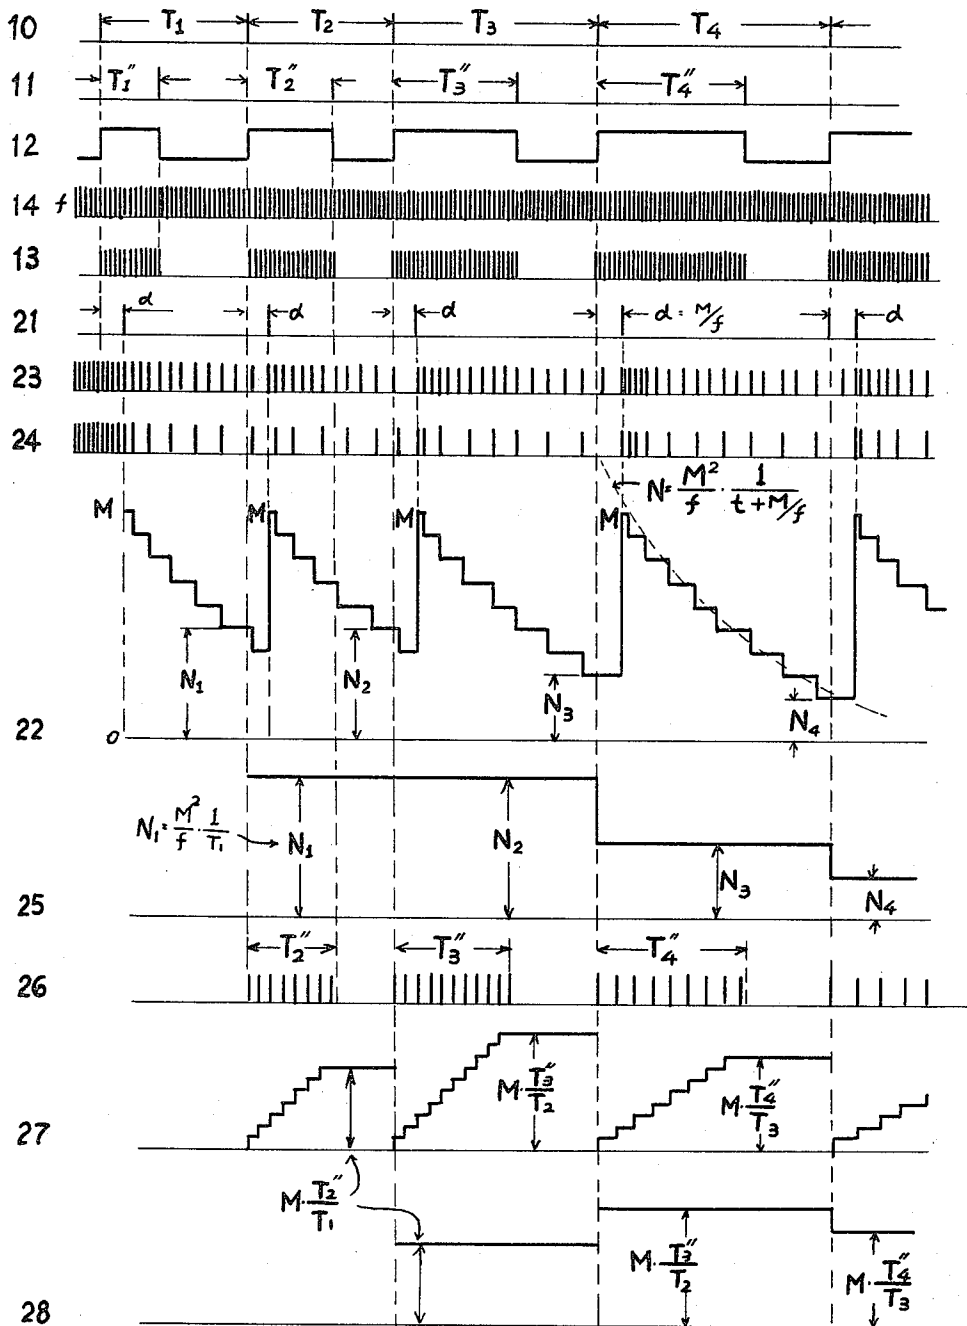 10 T₁ T₂ T₃ T₄
11 T₁″ T₂″ T₃″ T₄″
12
14 f
13
21 d d d d = M/f d
23
24
N = M²/f · 1/(t + M/f)
M M M M
N₁ N₂ N₃ N₄
22 0
N₁ = M²/f · 1/T₁ N₁ N₂ N₃ N₄
25
T₂″ T₃″ T₄″
26
M · T₃″/T₂ M · T₄″/T₃
27
M · T₂″/T₁
M · T₃″/T₂ M · T₄″/T₃
28